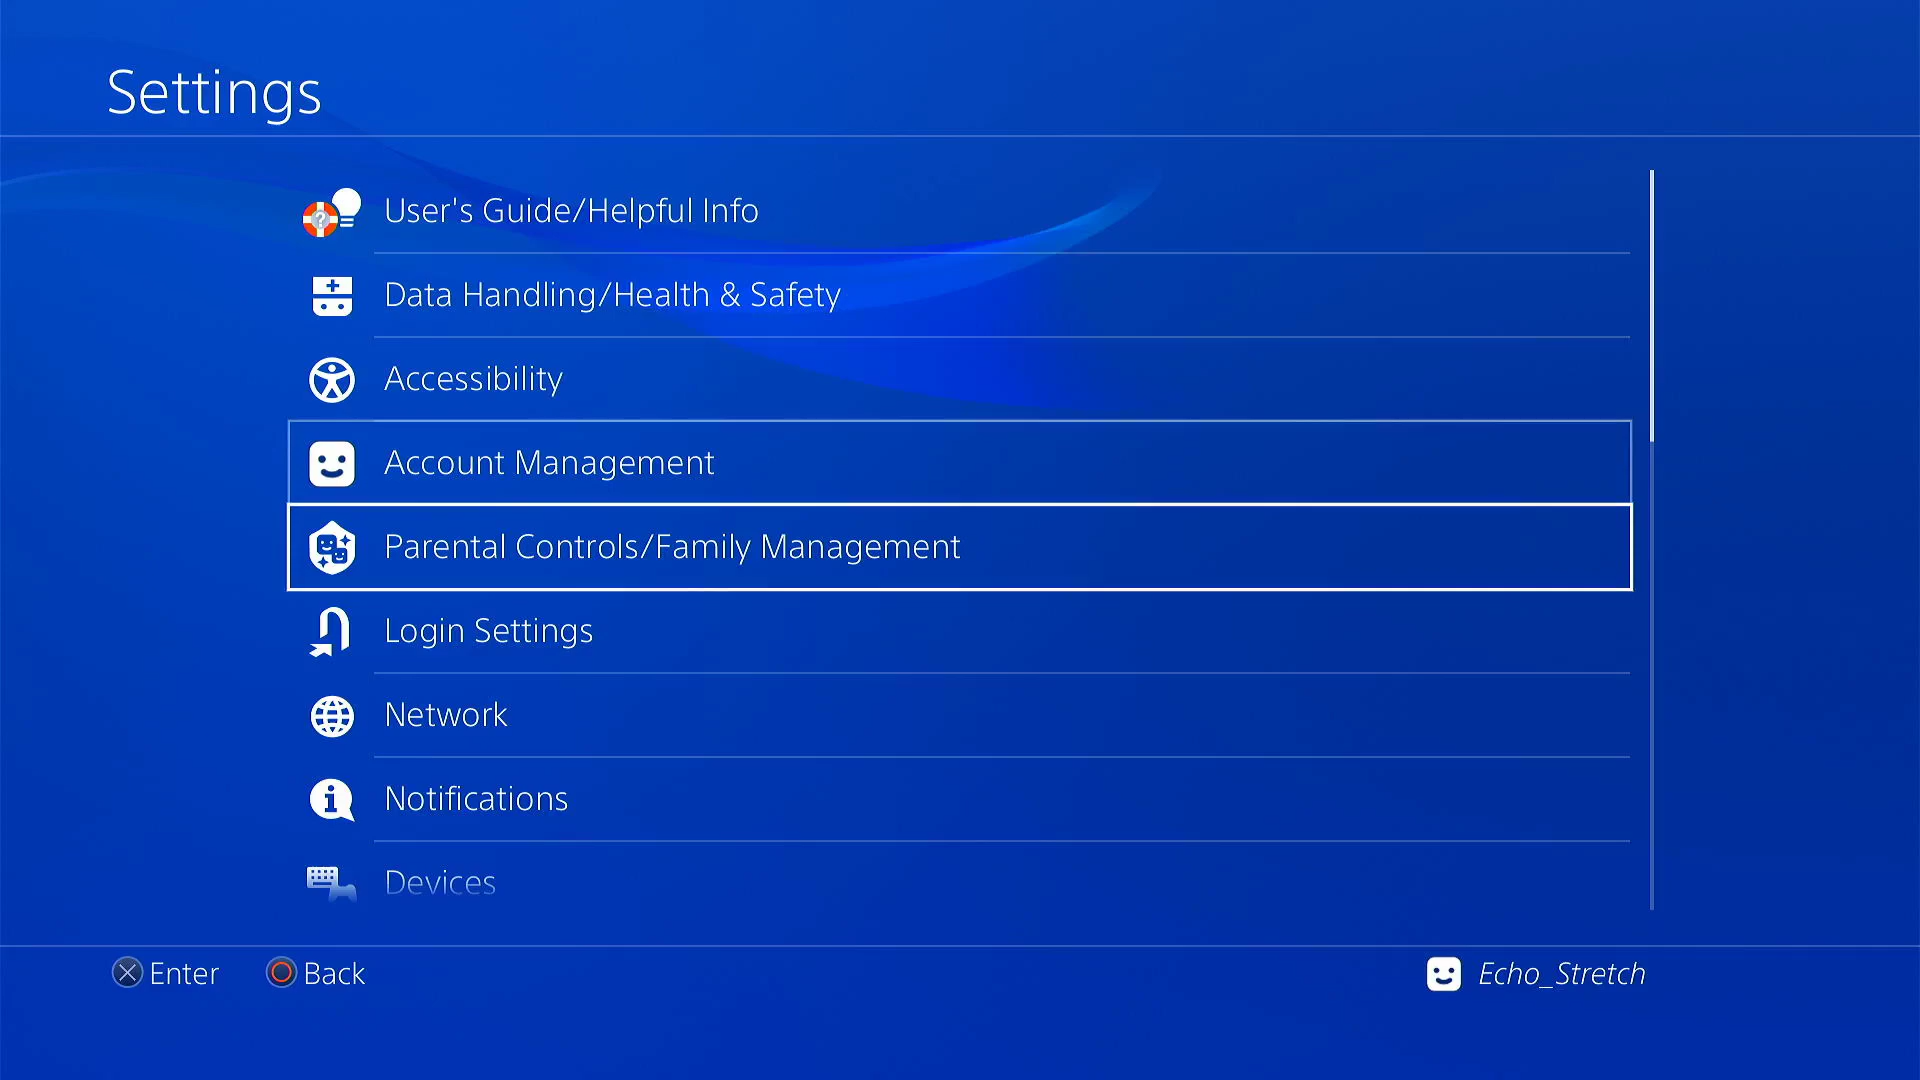 Settings
User's Guide/Helpful Info
Data Handling/Health & Safety
Accessibility
Account Management
Parental Controls/Family Management
Login Settings
Network
Notifications
Devices
Enter Back Echo_Stretch